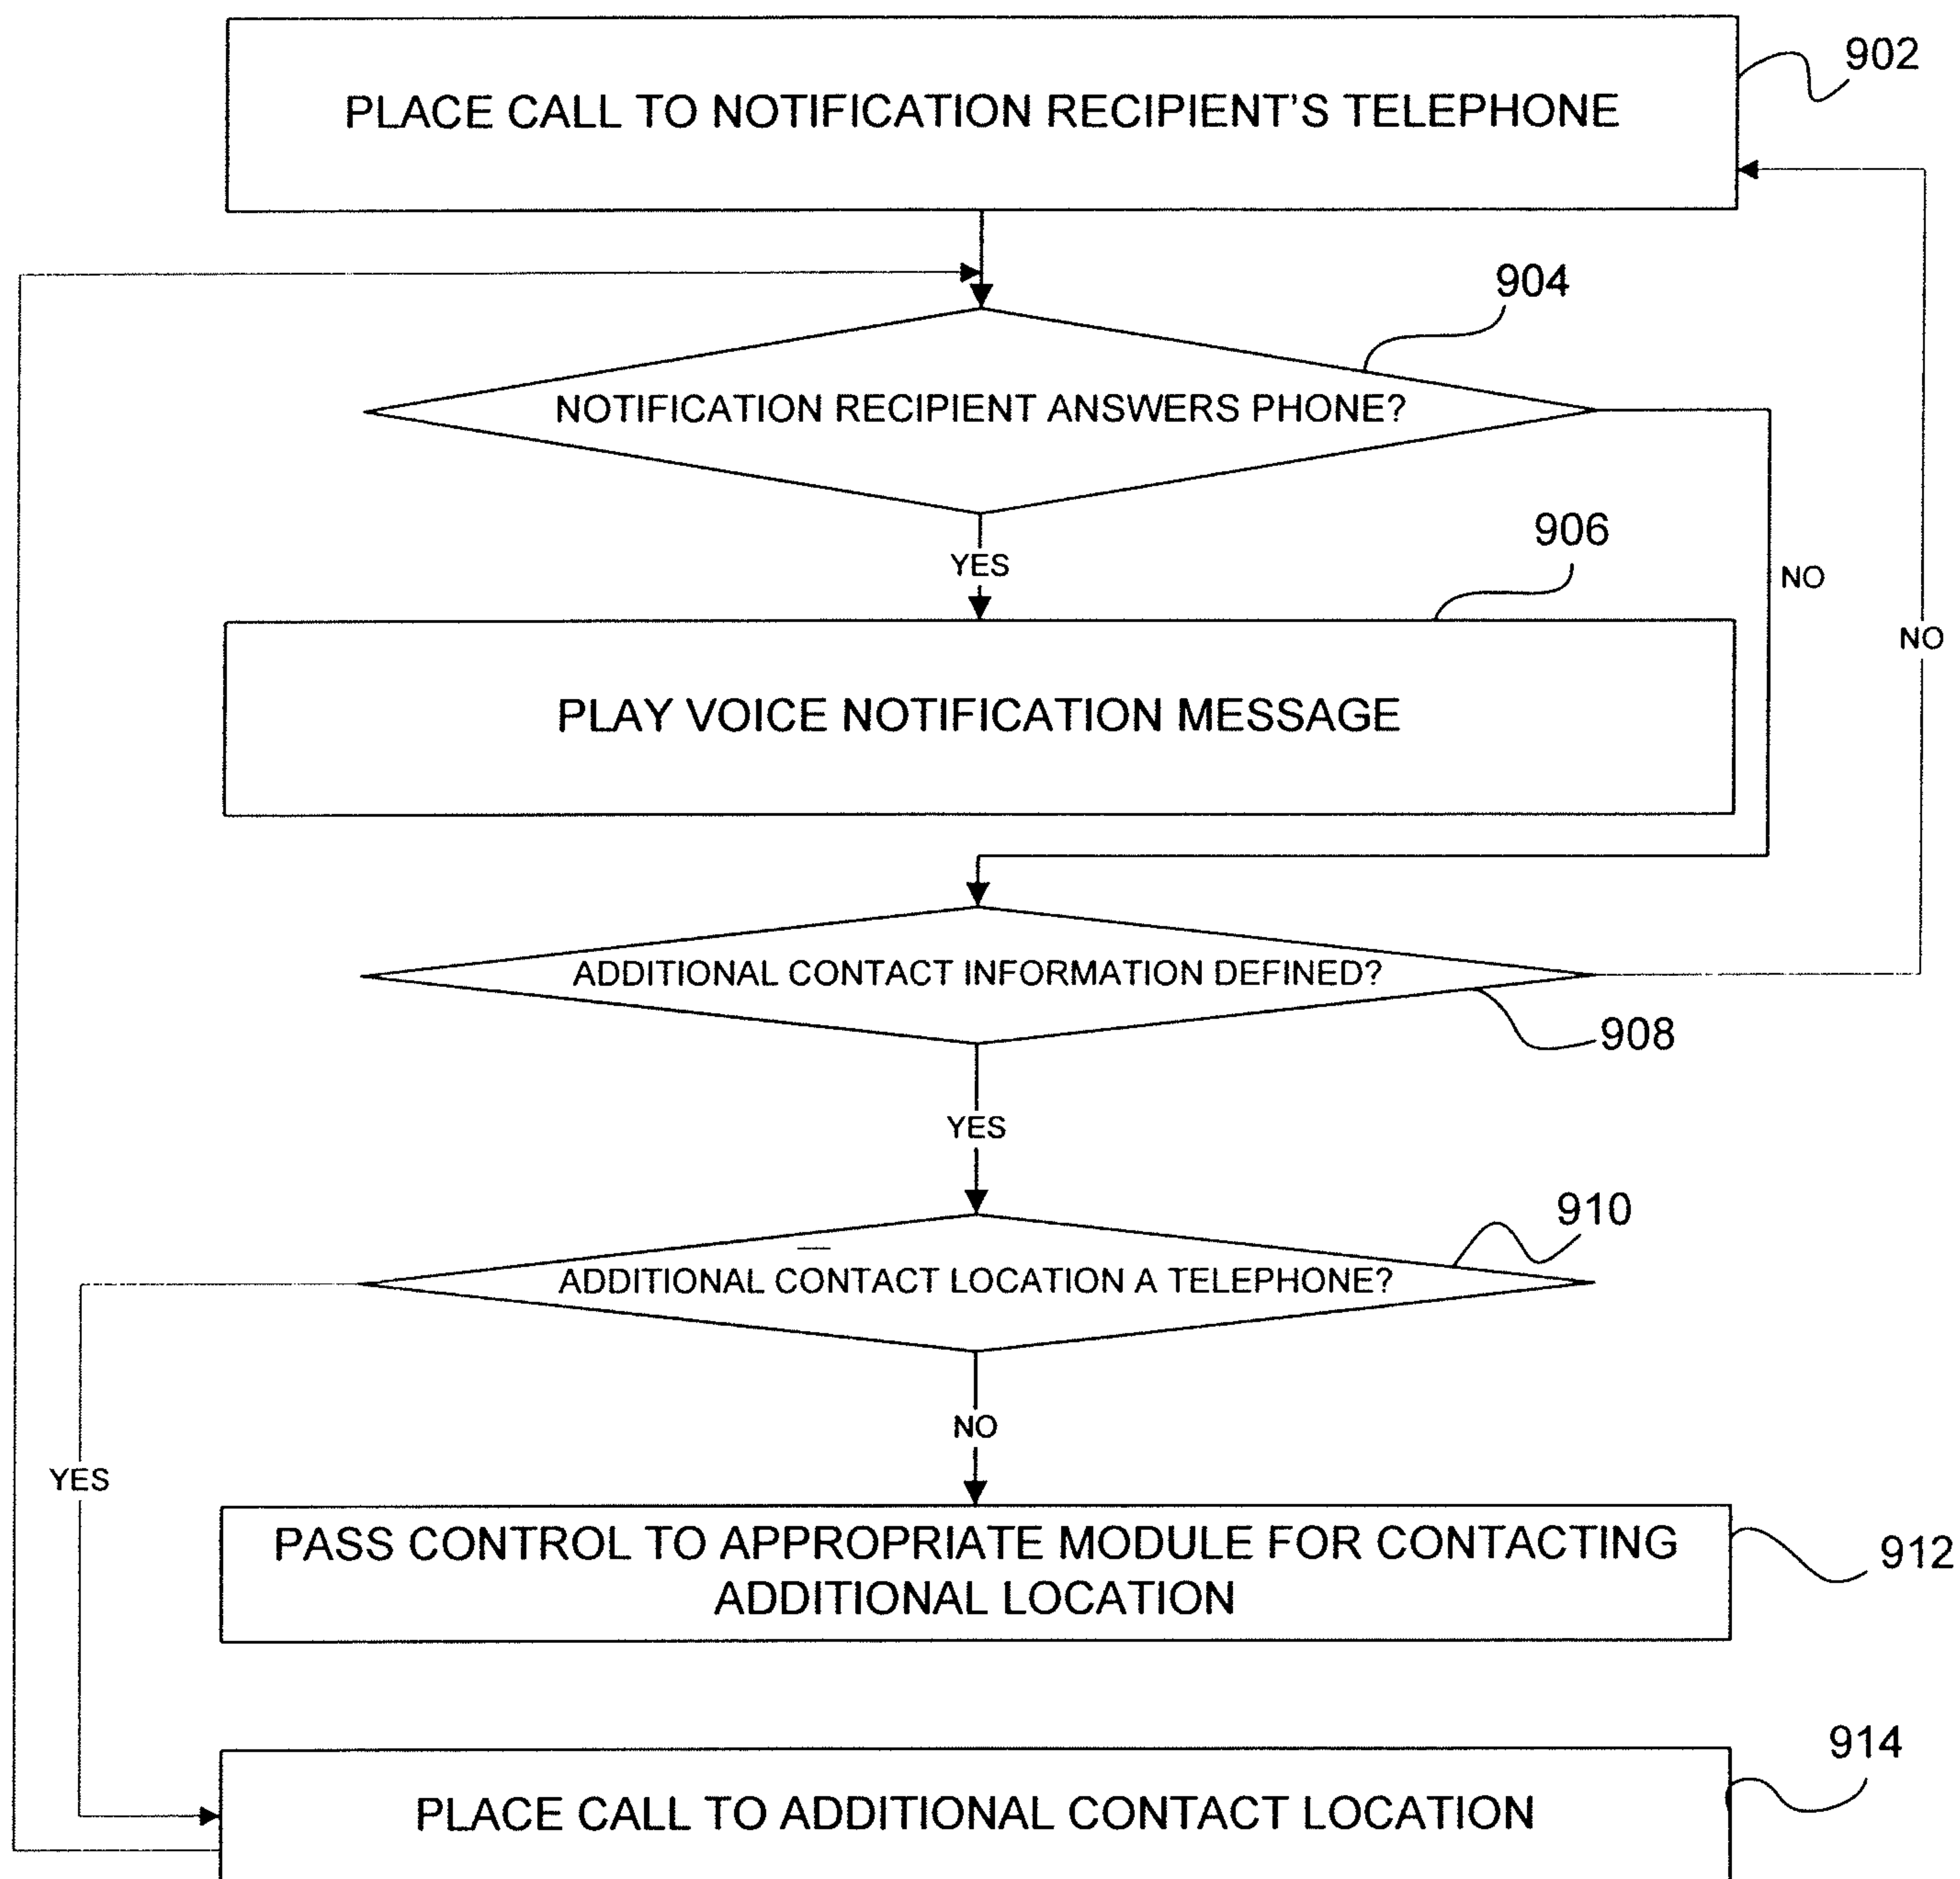 902
PLACE CALL TO NOTIFICATION RECIPIENT'S TELEPHONE
904
NOTIFICATION RECIPIENT ANSWERS PHONE?
906
YES
NO
NO
PLAY VOICE NOTIFICATION MESSAGE
ADDITIONAL CONTACT INFORMATION DEFINED?
908
YES
910
ADDITIONAL CONTACT LOCATION A TELEPHONE?
NO
YES
PASS CONTROL TO APPROPRIATE MODULE FOR CONTACTING
ADDITIONAL LOCATION
912
914
PLACE CALL TO ADDITIONAL CONTACT LOCATION